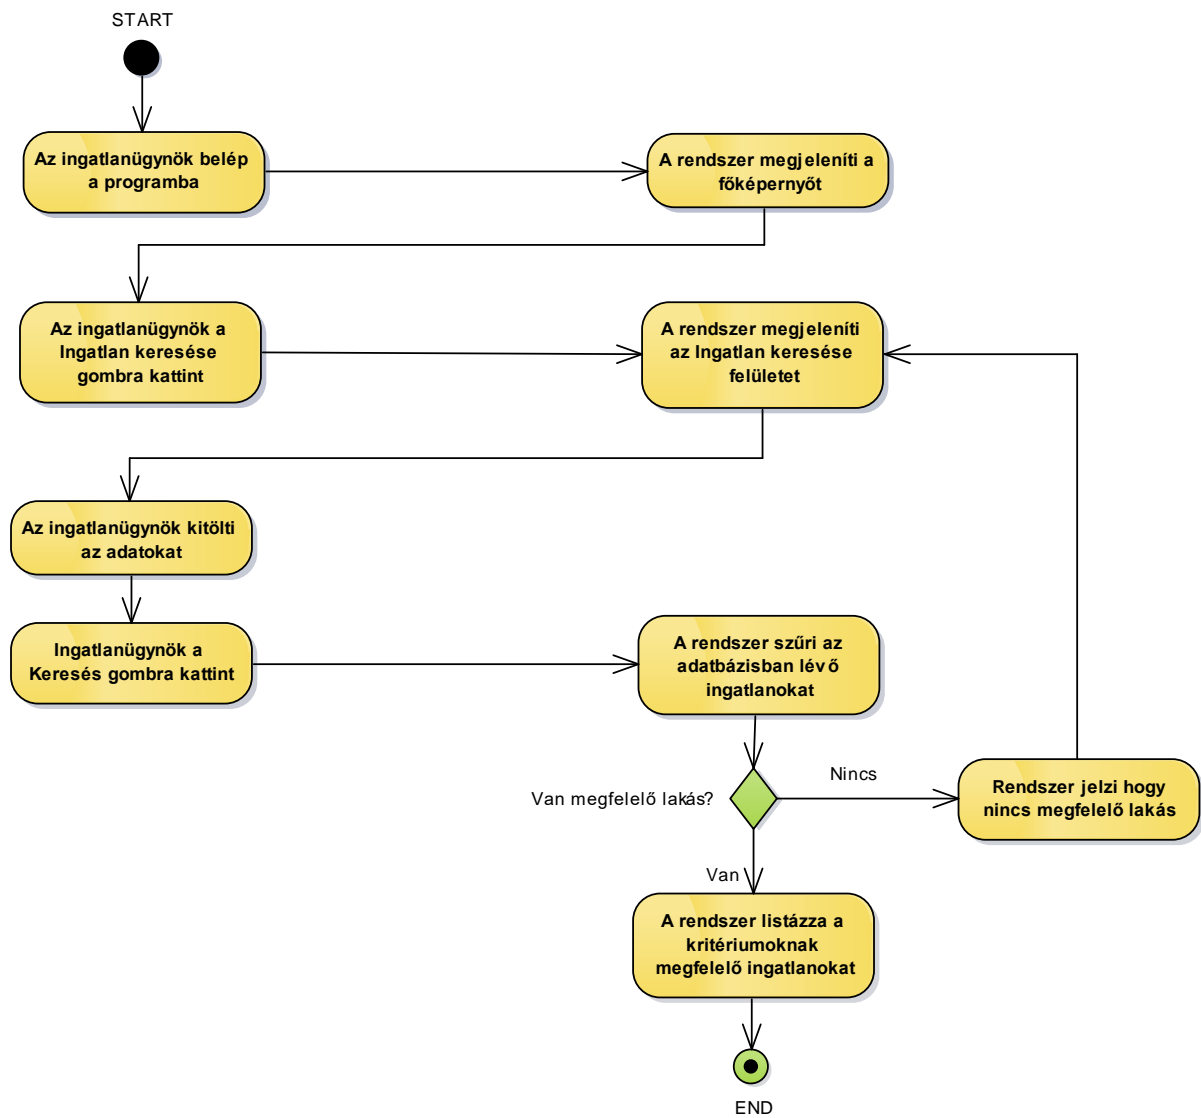 START
Az ingatlanügynök belép
a programba
A rendszer megjeleníti a
főképernyőt
Az ingatlanügynök a
Ingatlan keresése
gombra kattint
A rendszer megjeleníti
az Ingatlan keresése
felületet
Az ingatlanügynök kitölti
az adatokat
Ingatlanügynök a
Keresés gombra kattint
A rendszer szűri az
adatbázisban lévő
ingatlanokat
Van megfelelő lakás?
Nincs
Rendszer jelzi hogy
nincs megfelelő lakás
Van
A rendszer listázza a
kritériumoknak
megfelelő ingatlanokat
END